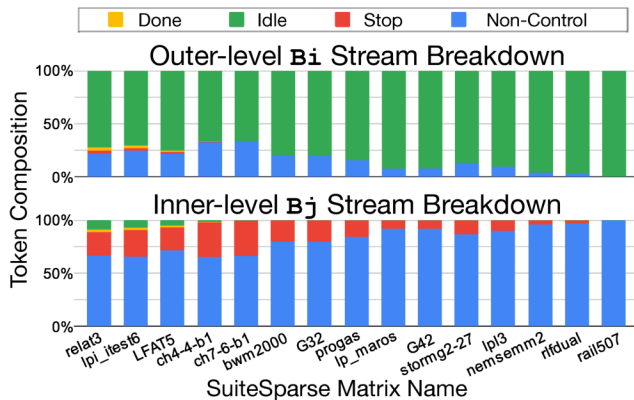 Done Idle Stop Non-Control
Outer-level Bi Stream Breakdown
100%
50%
0%
Token Composition
Inner-level Bj Stream Breakdown
100%
50%
0%
relat3 lpi_itest6 LFAT5 ch4-4-b1 ch7-6-b1 bwm2000 G32 progas lp_maros G42 stormg2-27 lpl3 nemsemm2 rlfdual rail507
SuiteSparse Matrix Name